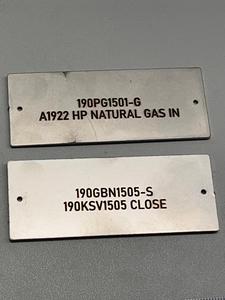 190PG1501-G
A1922 HP NATURAL GAS IN
190GBN1505-S
190KSV1505 CLOSE